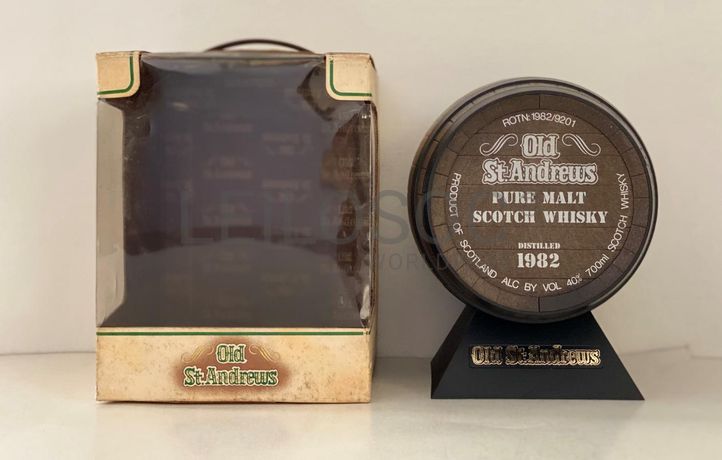 Old
St. Andrews
ROTN:1982/9201
Old
St Andrews
PURE MALT
SCOTCH WHISKY
DISTILLED
1982
PRODUCT OF SCOTLAND ALC BY VOL 40% 700ml SCOTCH WHISKY
Old St. Andrews
WORLD